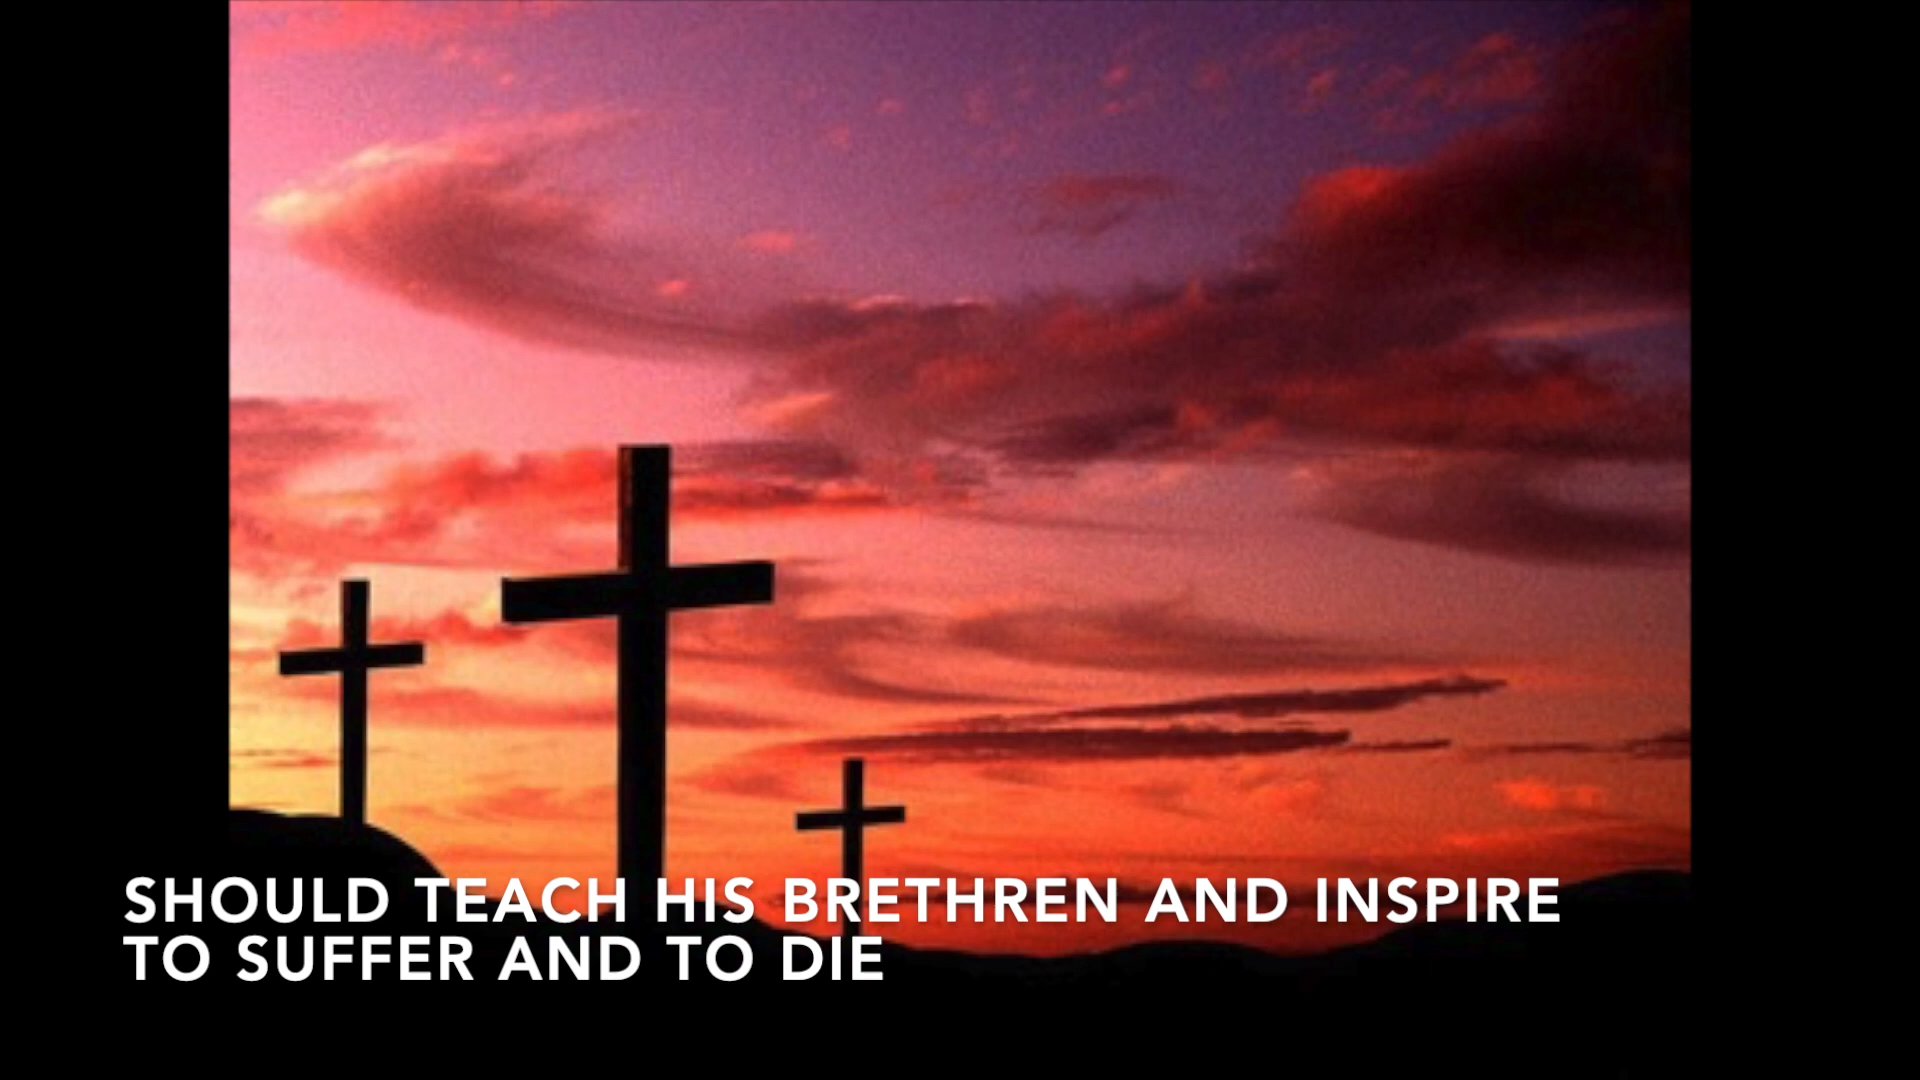 SHOULD TEACH HIS BRETHREN AND INSPIRE
TO SUFFER AND TO DIE